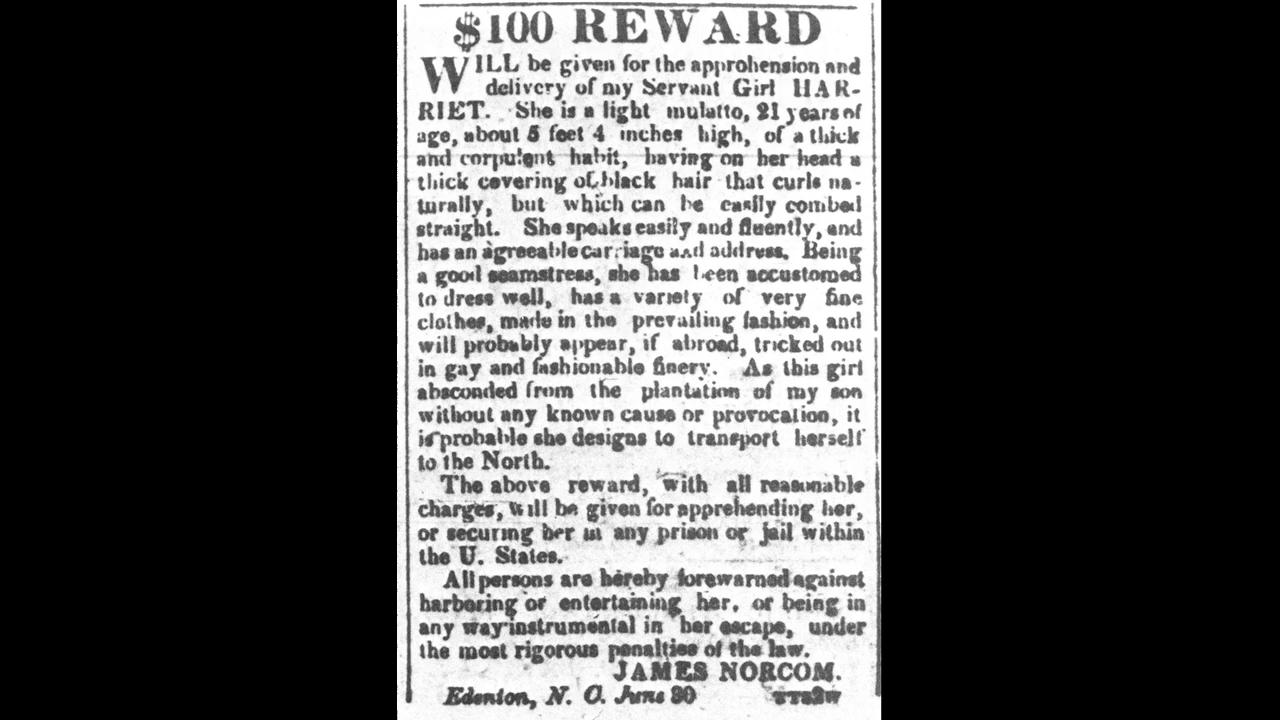 $100 REWARD
WILL be given for the approhension and
delivery of my Servant Girl HAR-
RIET. She is a light mulatto, 21 years of
age, about 5 feet 4 inches high, of a thick
and corpulent habit, having on her head a
thick covering of black hair that curls na-
turally, but which can be easily combed
straight. She speaks easily and fluently, and
has an agreeable carriage and address. Being
a good seamstress, she has been accustomed
to dress well, has a variety of very fine
clothes, made in the prevailing fashion, and
will probably appear, if abroad, tricked out
in gay and fashionable finery. As this girl
absconded from the plantation of my son
without any known cause or provocation, it
is probable she designs to transport herself
to the North.
The above reward, with all reasonable
charges, will be given for apprehending her,
or securing her in any prison or jail within
the U. States.
All persons are hereby forewarned against
harboring or entertaining her, or being in
any way instrumental in her escape, under
the most rigorous penalties of the law.
JAMES NORCOM.
Edenton, N. C. June 30